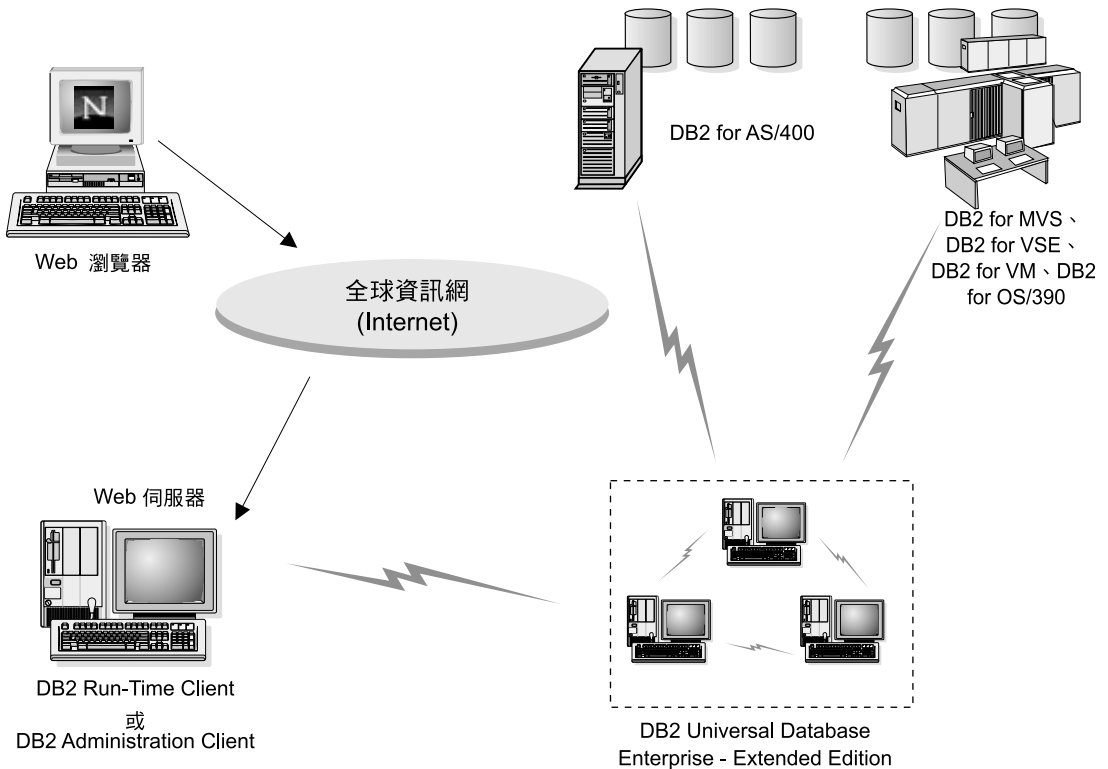 N
DB2 for AS/400
DB2 for MVS、
DB2 for VSE、
DB2 for VM、DB2
for OS/390
Web 瀏覽器
全球資訊網
(Internet)
Web 伺服器
DB2 Run-Time Client
或
DB2 Administration Client
DB2 Universal Database
Enterprise - Extended Edition